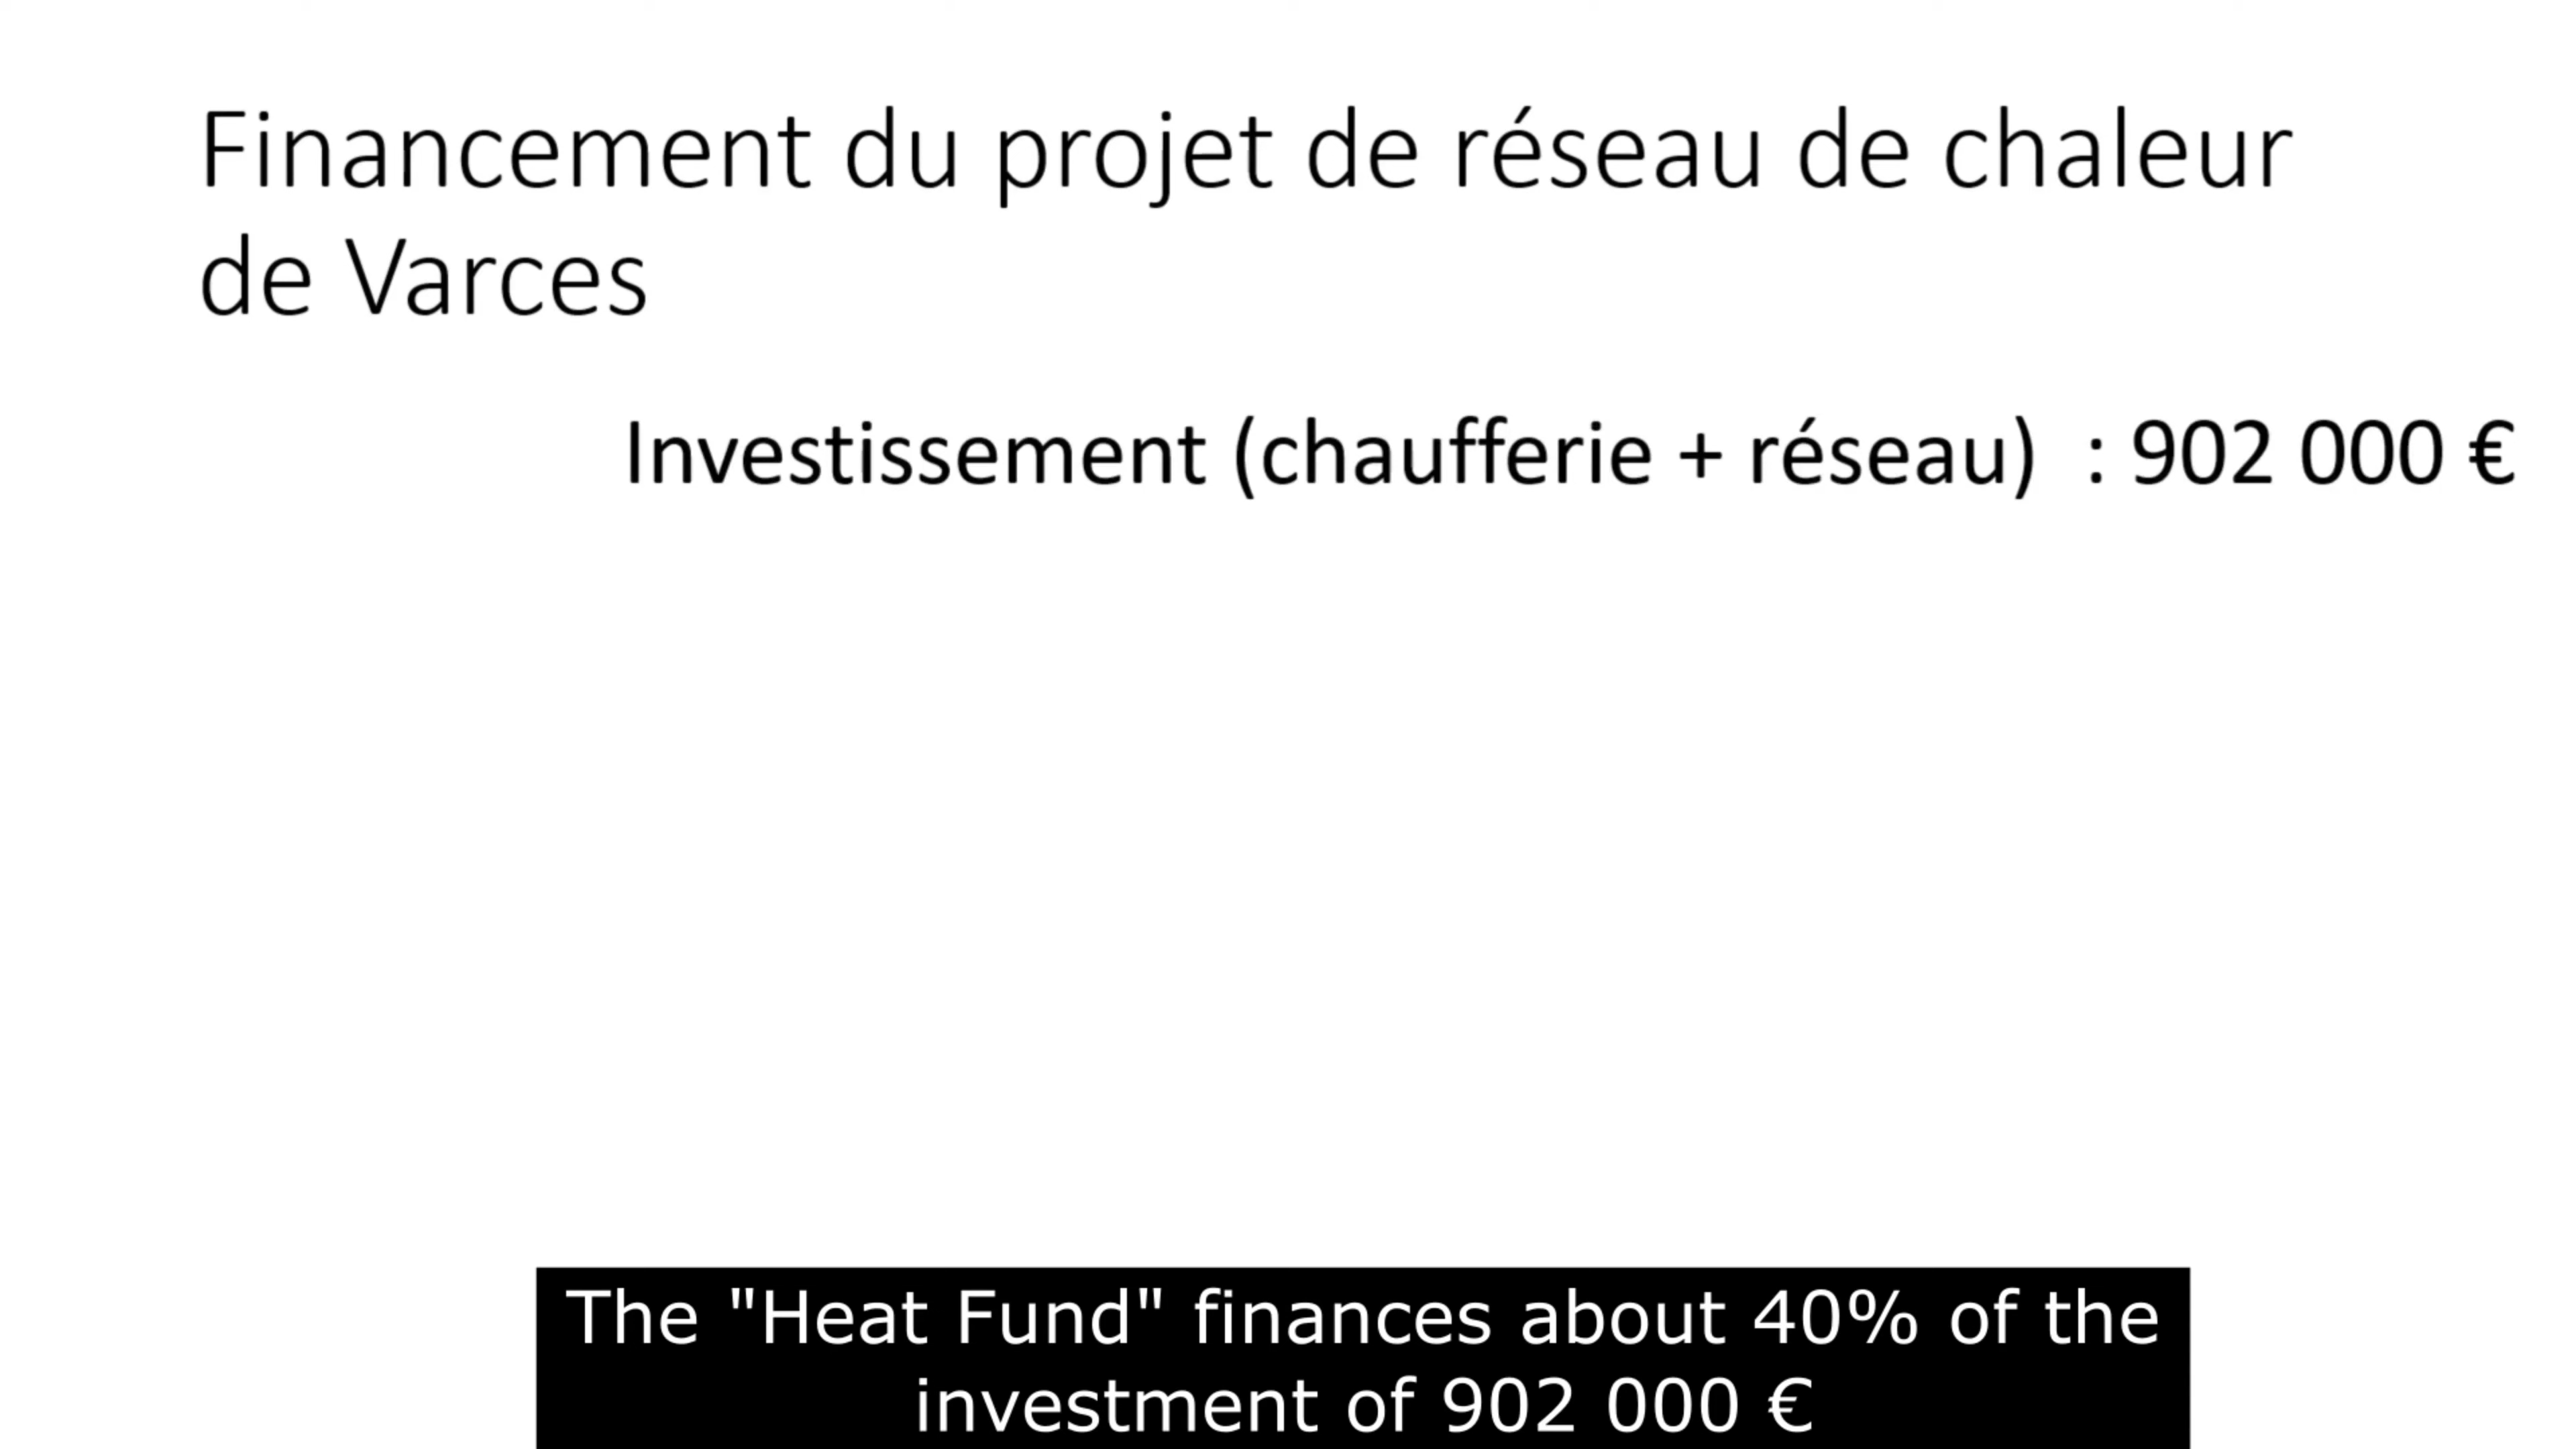 Financement du projet de réseau de chaleur
de Varces
Investissement (chaufferie + réseau)  : 902 000 €
The "Heat Fund" finances about 40% of the
investment of 902 000 €